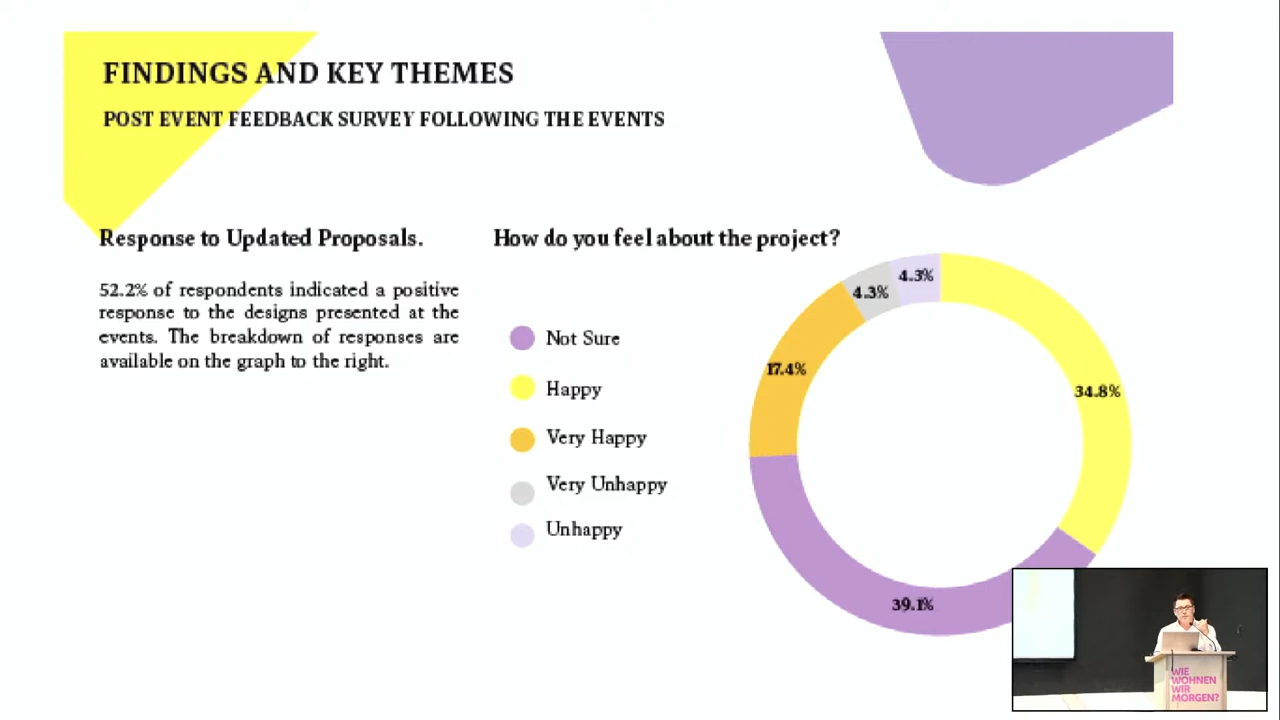 FINDINGS AND KEY THEMES
POST EVENT FEEDBACK SURVEY FOLLOWING THE EVENTS
Response to Updated Proposals.
52.2% of respondents indicated a positive
response to the designs presented at the
events. The breakdown of responses are
available on the graph to the right.
How do you feel about the project?
Not Sure
Happy
Very Happy
Very Unhappy
Unhappy
4.3%
4.3%
17.4%
34.8%
39.1%
WIE
WOHNEN
WIR
MORGEN?